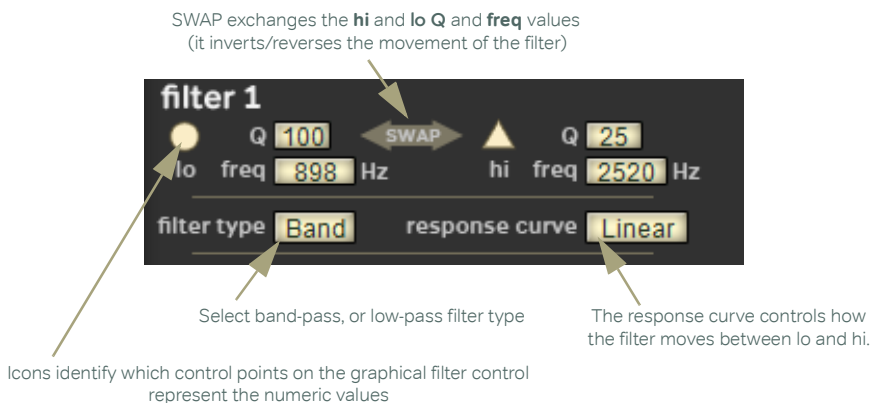 SWAP exchanges the hi and lo Q and freq values
(it inverts/reverses the movement of the filter)
filter 1
Q 100 SWAP Q 25
lo freq 898 Hz hi freq 2520 Hz
filter type Band response curve Linear
Select band-pass, or low-pass filter type
The response curve controls how
the filter moves between lo and hi.
Icons identify which control points on the graphical filter control
represent the numeric values